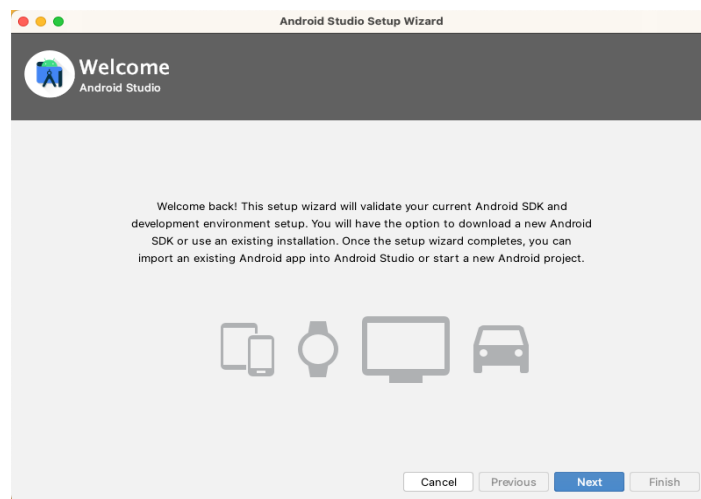 Android Studio Setup Wizard
Welcome
Android Studio
Welcome back! This setup wizard will validate your current Android SDK and
development environment setup. You will have the option to download a new Android
SDK or use an existing installation. Once the setup wizard completes, you can
import an existing Android app into Android Studio or start a new Android project.
Cancel Previous Next Finish